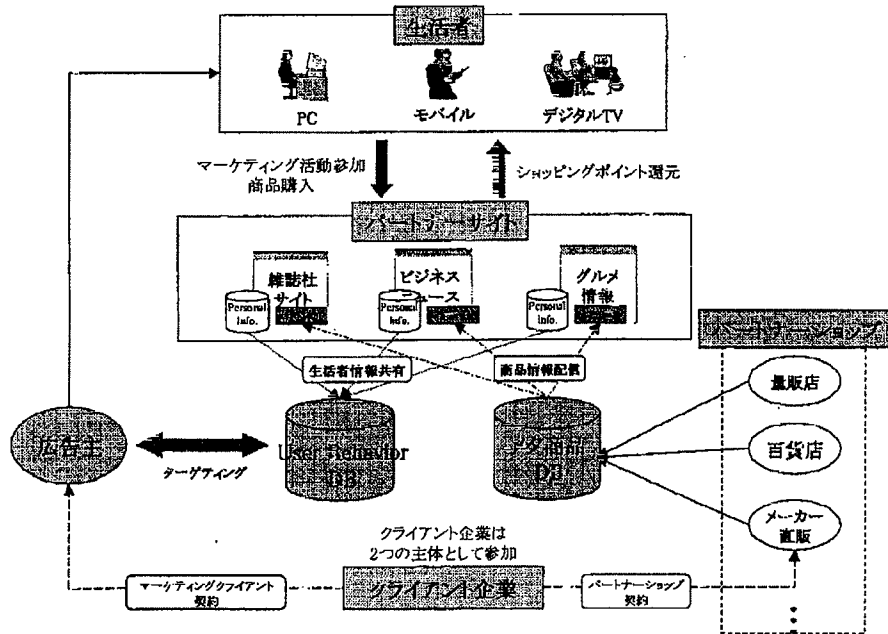 生活者
PC
モバイル
デジタルTV
マーケティング活動参加
商品購入
ショッピングポイント還元
パートナーサイト
雑誌社
サイト
Personal
Info.
ビジネス
ニュース
Personal
Info.
グルメ
情報
Personal
Info.
パートナーショップ
生活者情報共有
商品情報配信
量販店
百貨店
メーカー
直販
広告主
ターゲティング
User Behavior
DB
DB
クライアント企業は
2つの主体として参加
マーケティングクライアント
契約
クライアント企業
パートナーショップ
契約